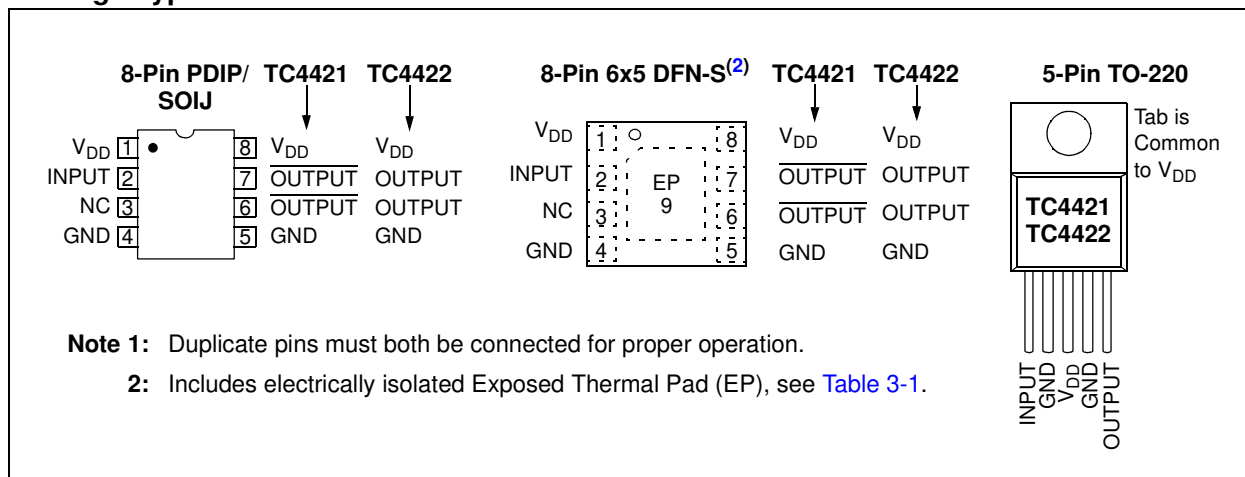 8-Pin PDIP/ SOIJ
TC4421 TC4422
VDD 1 8 VDD VDD
INPUT 2 7 OUTPUT OUTPUT
NC 3 6 OUTPUT OUTPUT
GND 4 5 GND GND
8-Pin 6x5 DFN-S(2) TC4421 TC4422
VDD 1 8 VDD VDD
INPUT 2 EP 7 OUTPUT OUTPUT
NC 3 9 6 OUTPUT OUTPUT
GND 4 5 GND GND
5-Pin TO-220
Tab is
Common
to VDD
TC4421
TC4422
INPUT
GND
VDD
GND
OUTPUT
Note 1: Duplicate pins must both be connected for proper operation.
2: Includes electrically isolated Exposed Thermal Pad (EP), see Table 3-1.